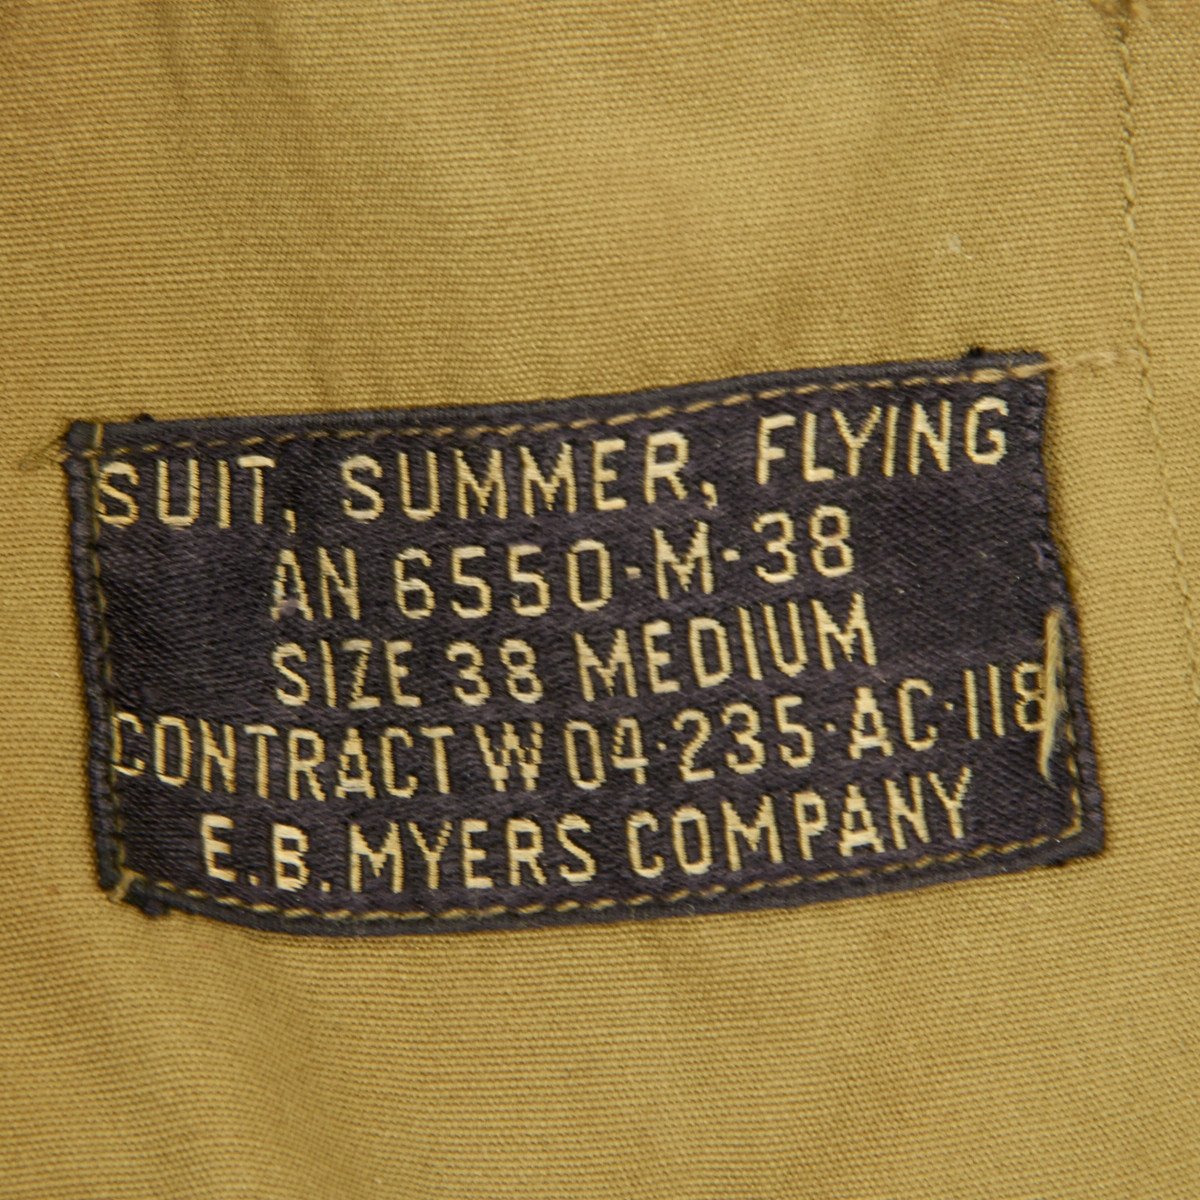 SUIT, SUMMER, FLYING
AN 6550-M-38
SIZE 38 MEDIUM
CONTRACT W 04-235-AC-118
E.B. MYERS COMPANY